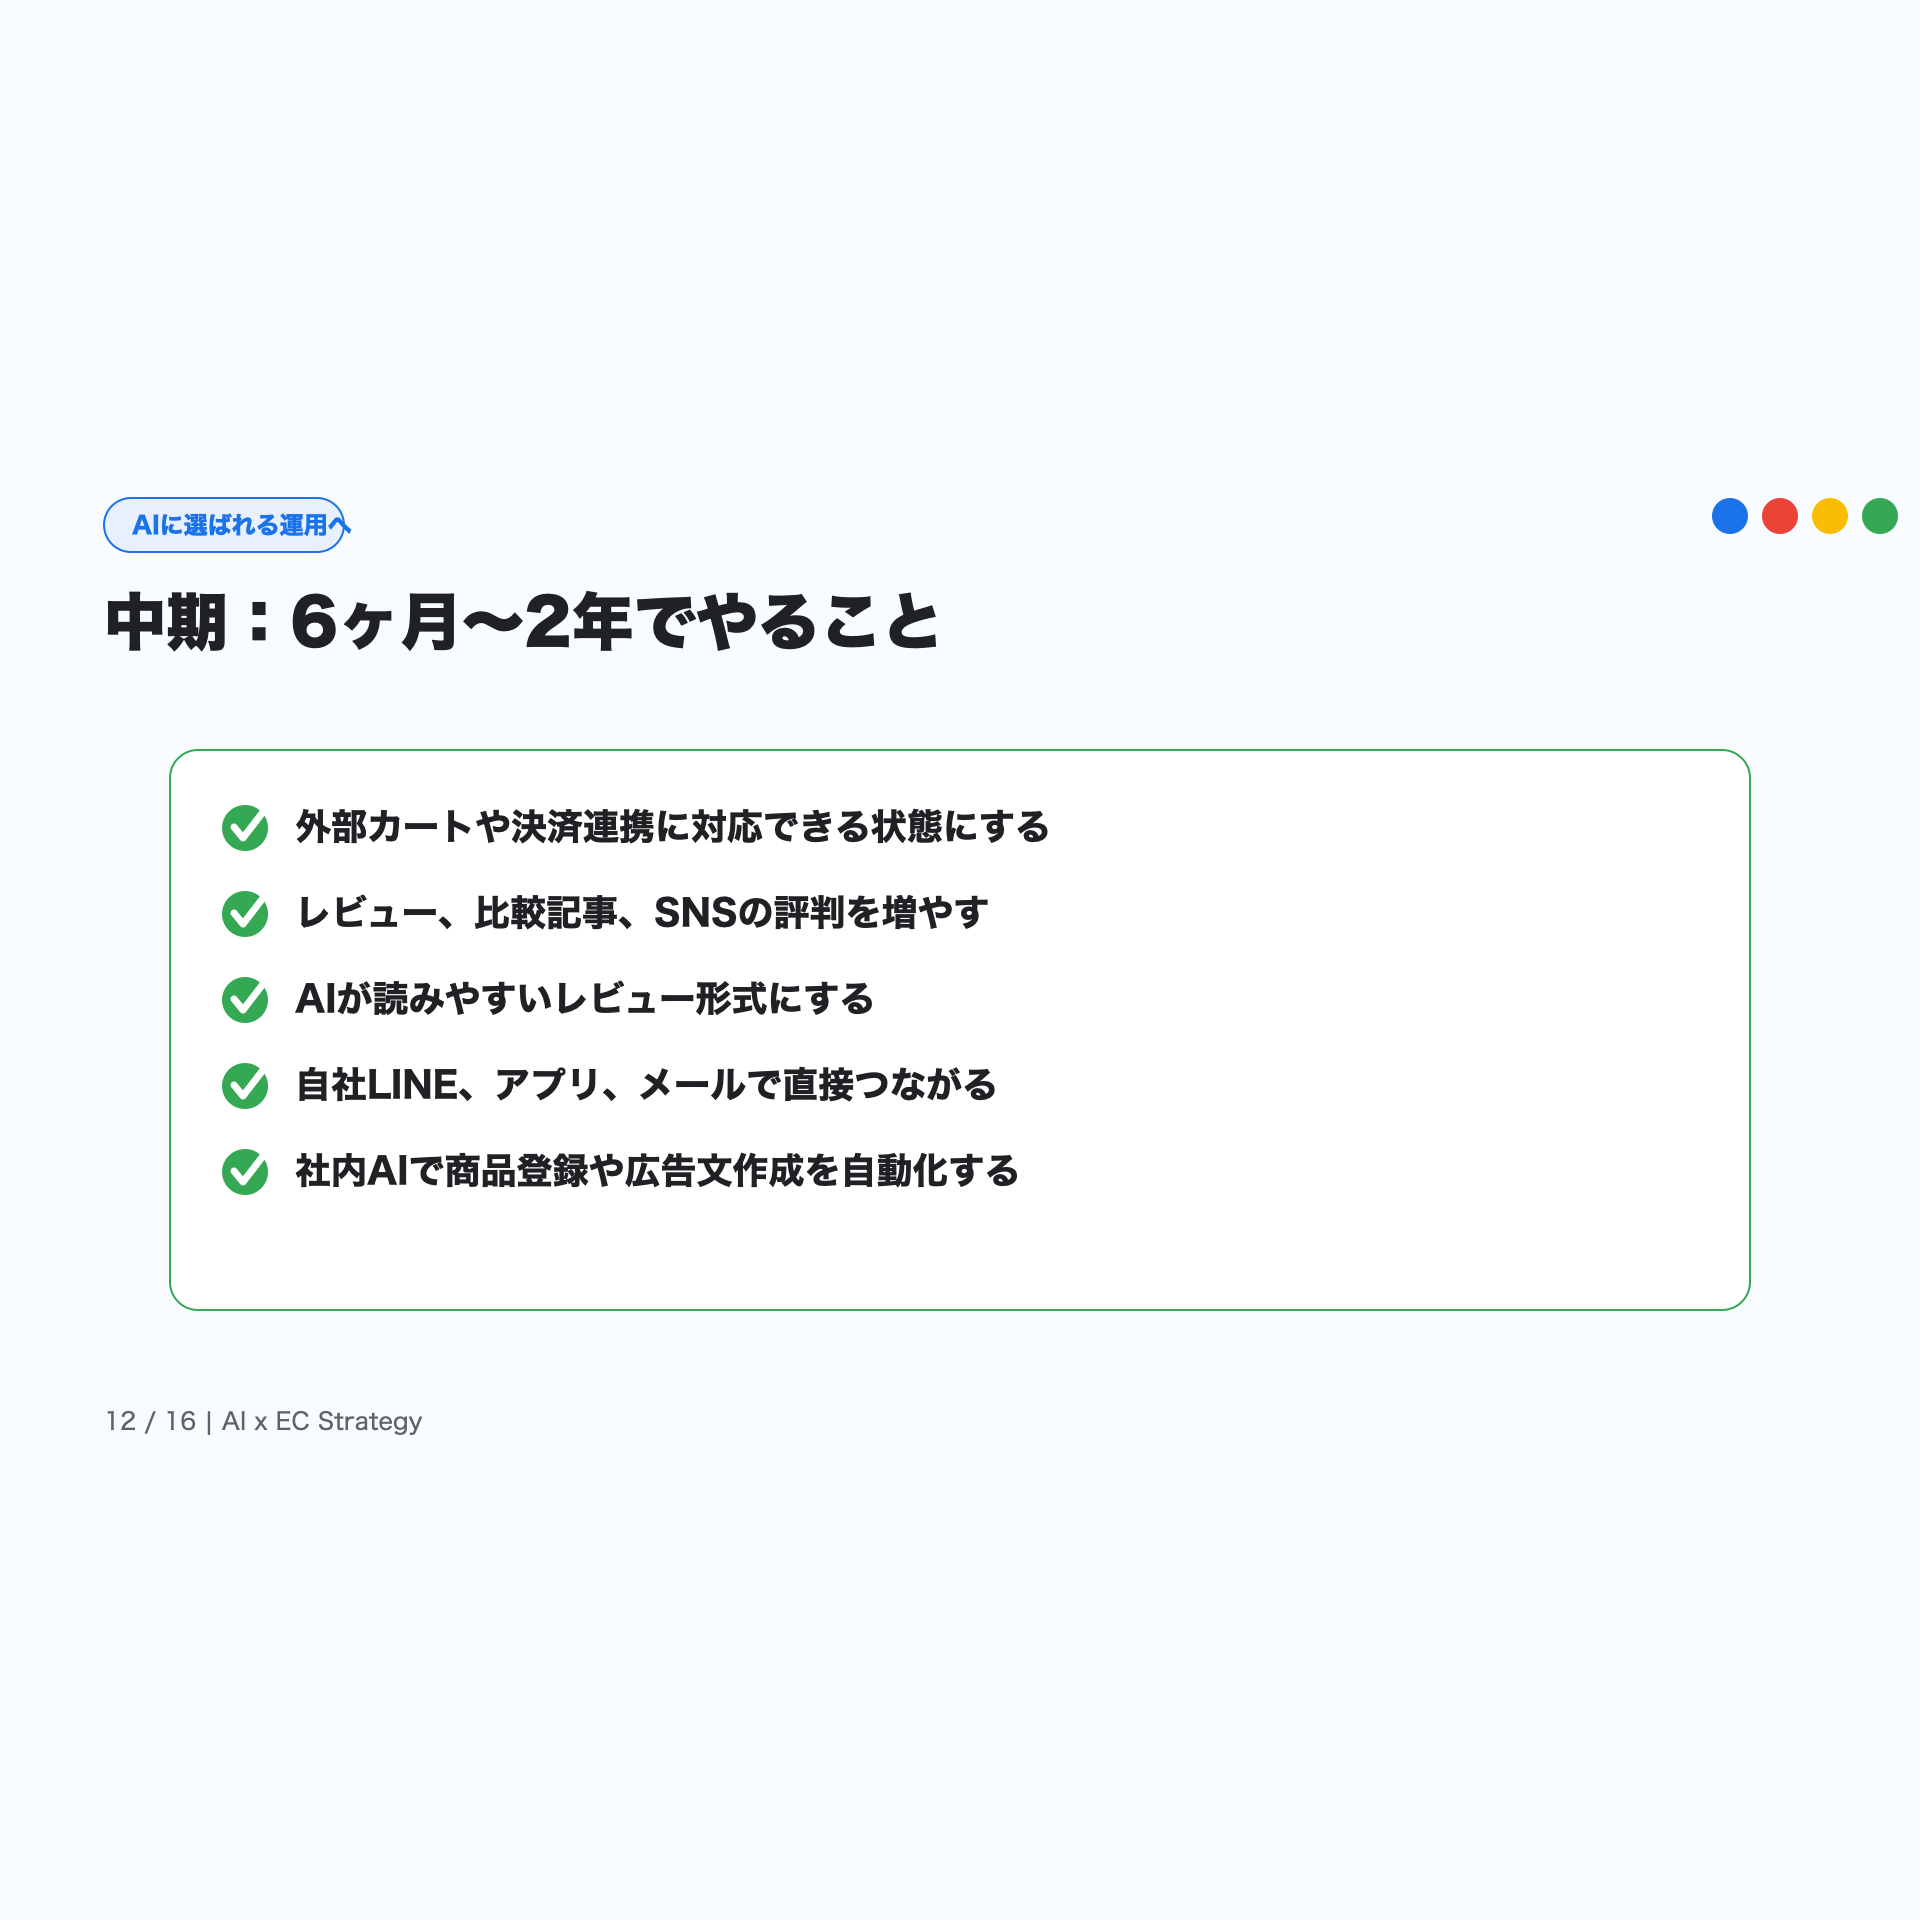 AIに選ばれる運用へ
中期：6ヶ月〜2年でやること
外部カートや決済連携に対応できる状態にする
レビュー、比較記事、SNSの評判を増やす
AIが読みやすいレビュー形式にする
自社LINE、アプリ、メールで直接つながる
社内AIで商品登録や広告文作成を自動化する
12 / 16 | AI x EC Strategy